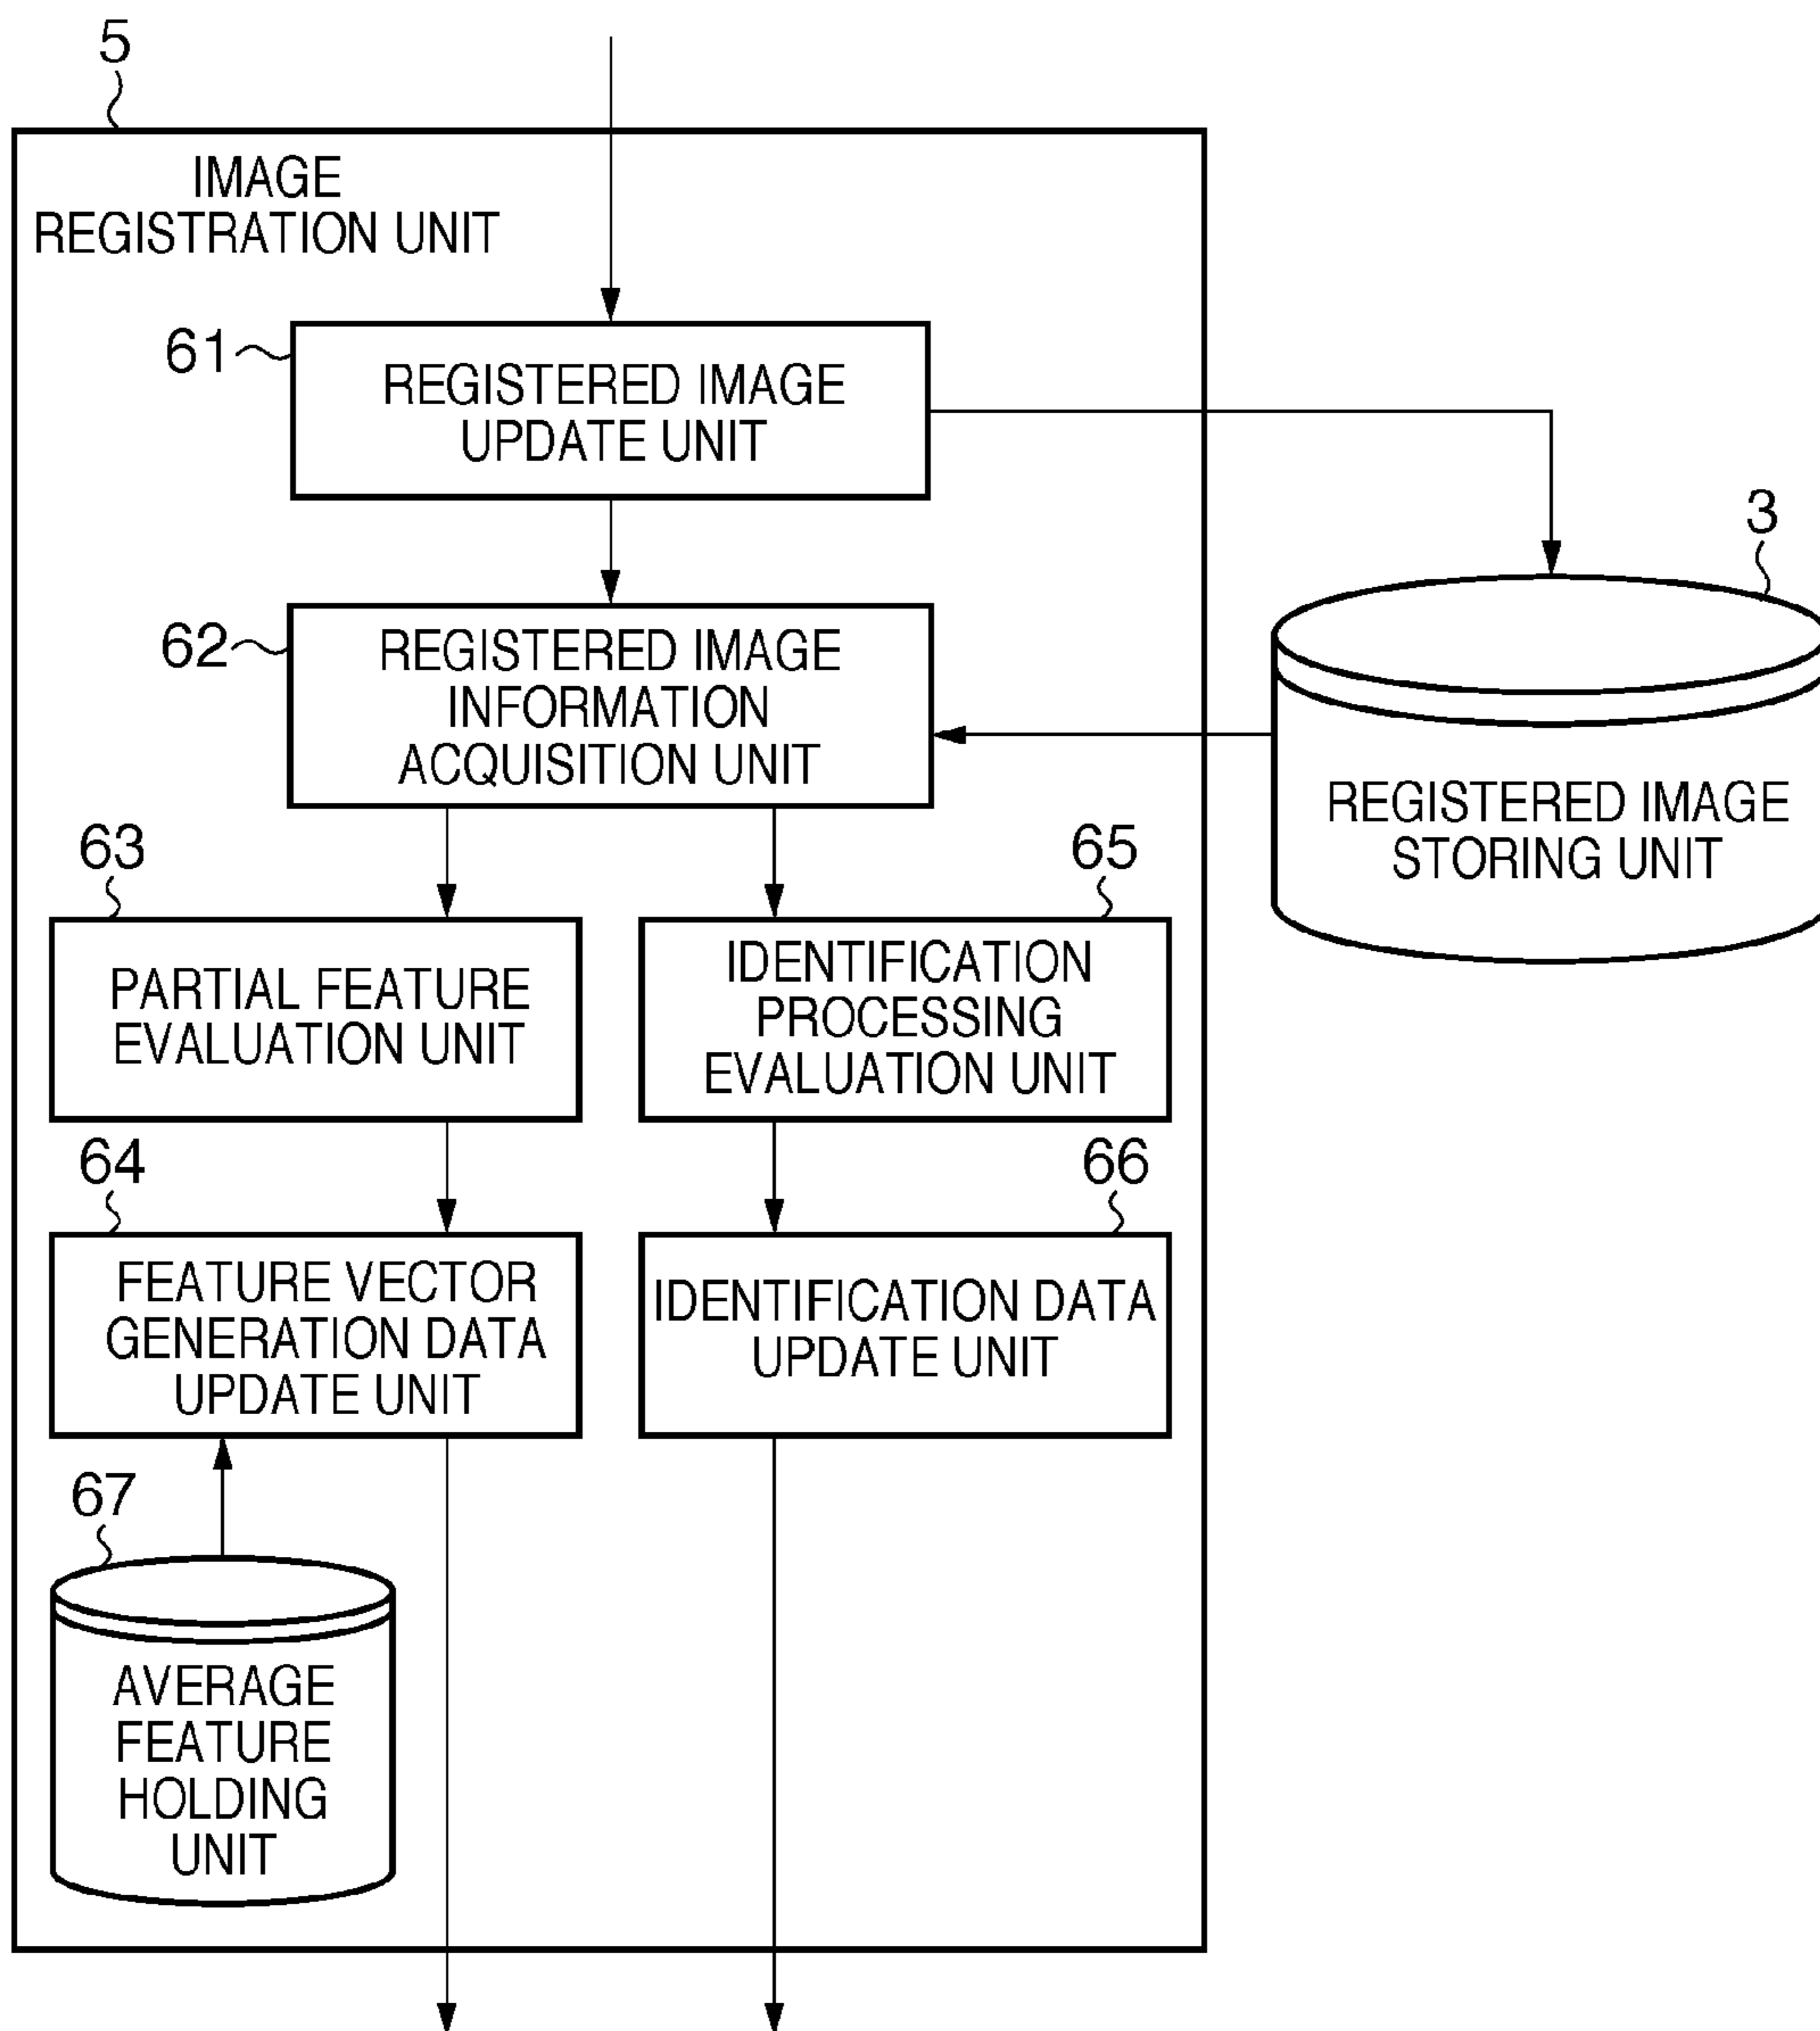 5
IMAGE
REGISTRATION UNIT
61
REGISTERED IMAGE
UPDATE UNIT
3
62
REGISTERED IMAGE
INFORMATION
ACQUISITION UNIT
REGISTERED IMAGE
STORING UNIT
63
PARTIAL FEATURE
EVALUATION UNIT
65
IDENTIFICATION
PROCESSING
EVALUATION UNIT
64
FEATURE VECTOR
GENERATION DATA
UPDATE UNIT
66
IDENTIFICATION DATA
UPDATE UNIT
67
AVERAGE
FEATURE
HOLDING
UNIT